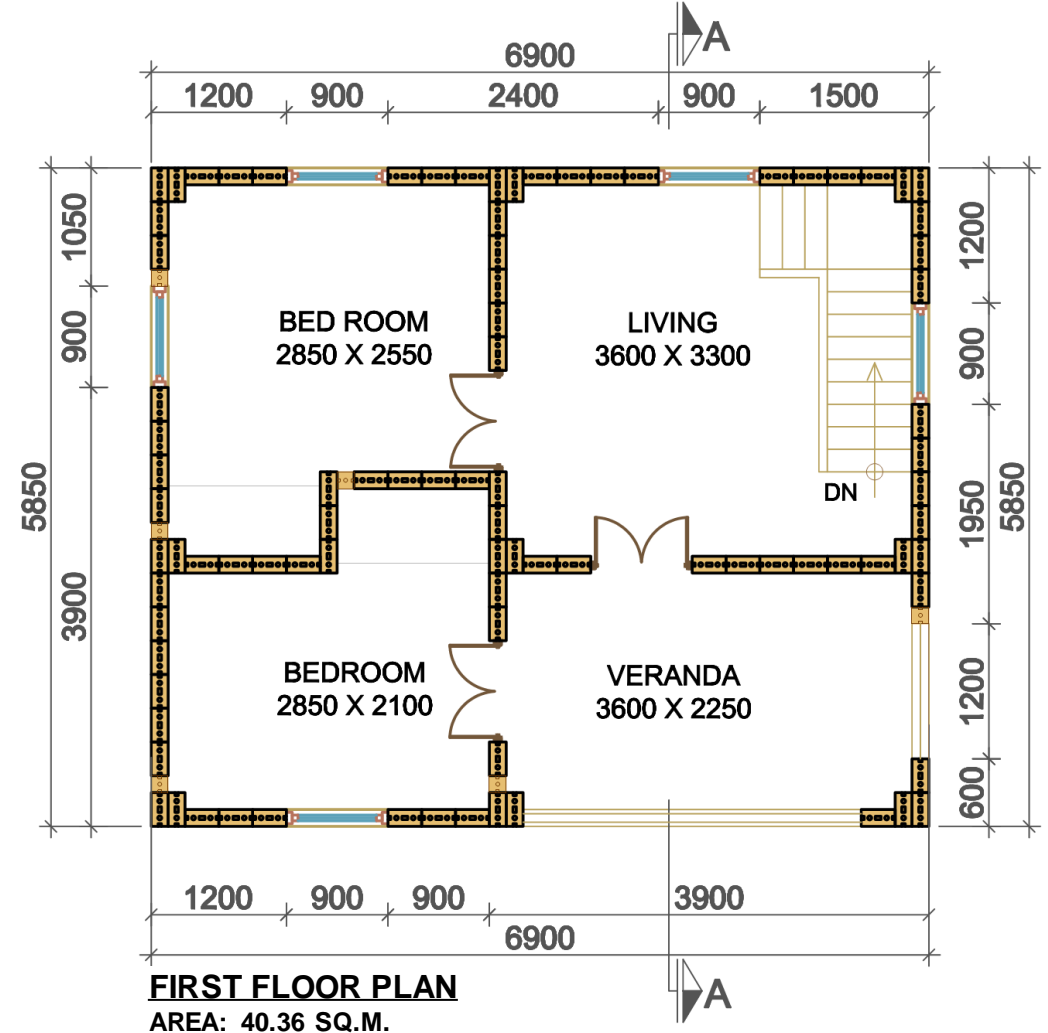 A
6900
1200 900 2400 900 1500
1050
900
3900
5850
1200
900
1950
1200
600
5850
BED ROOM
2850 X 2550
LIVING
3600 X 3300
DN
BEDROOM
2850 X 2100
VERANDA
3600 X 2250
1200 900 900 3900
6900
A
FIRST FLOOR PLAN
AREA: 40.36 SQ.M.